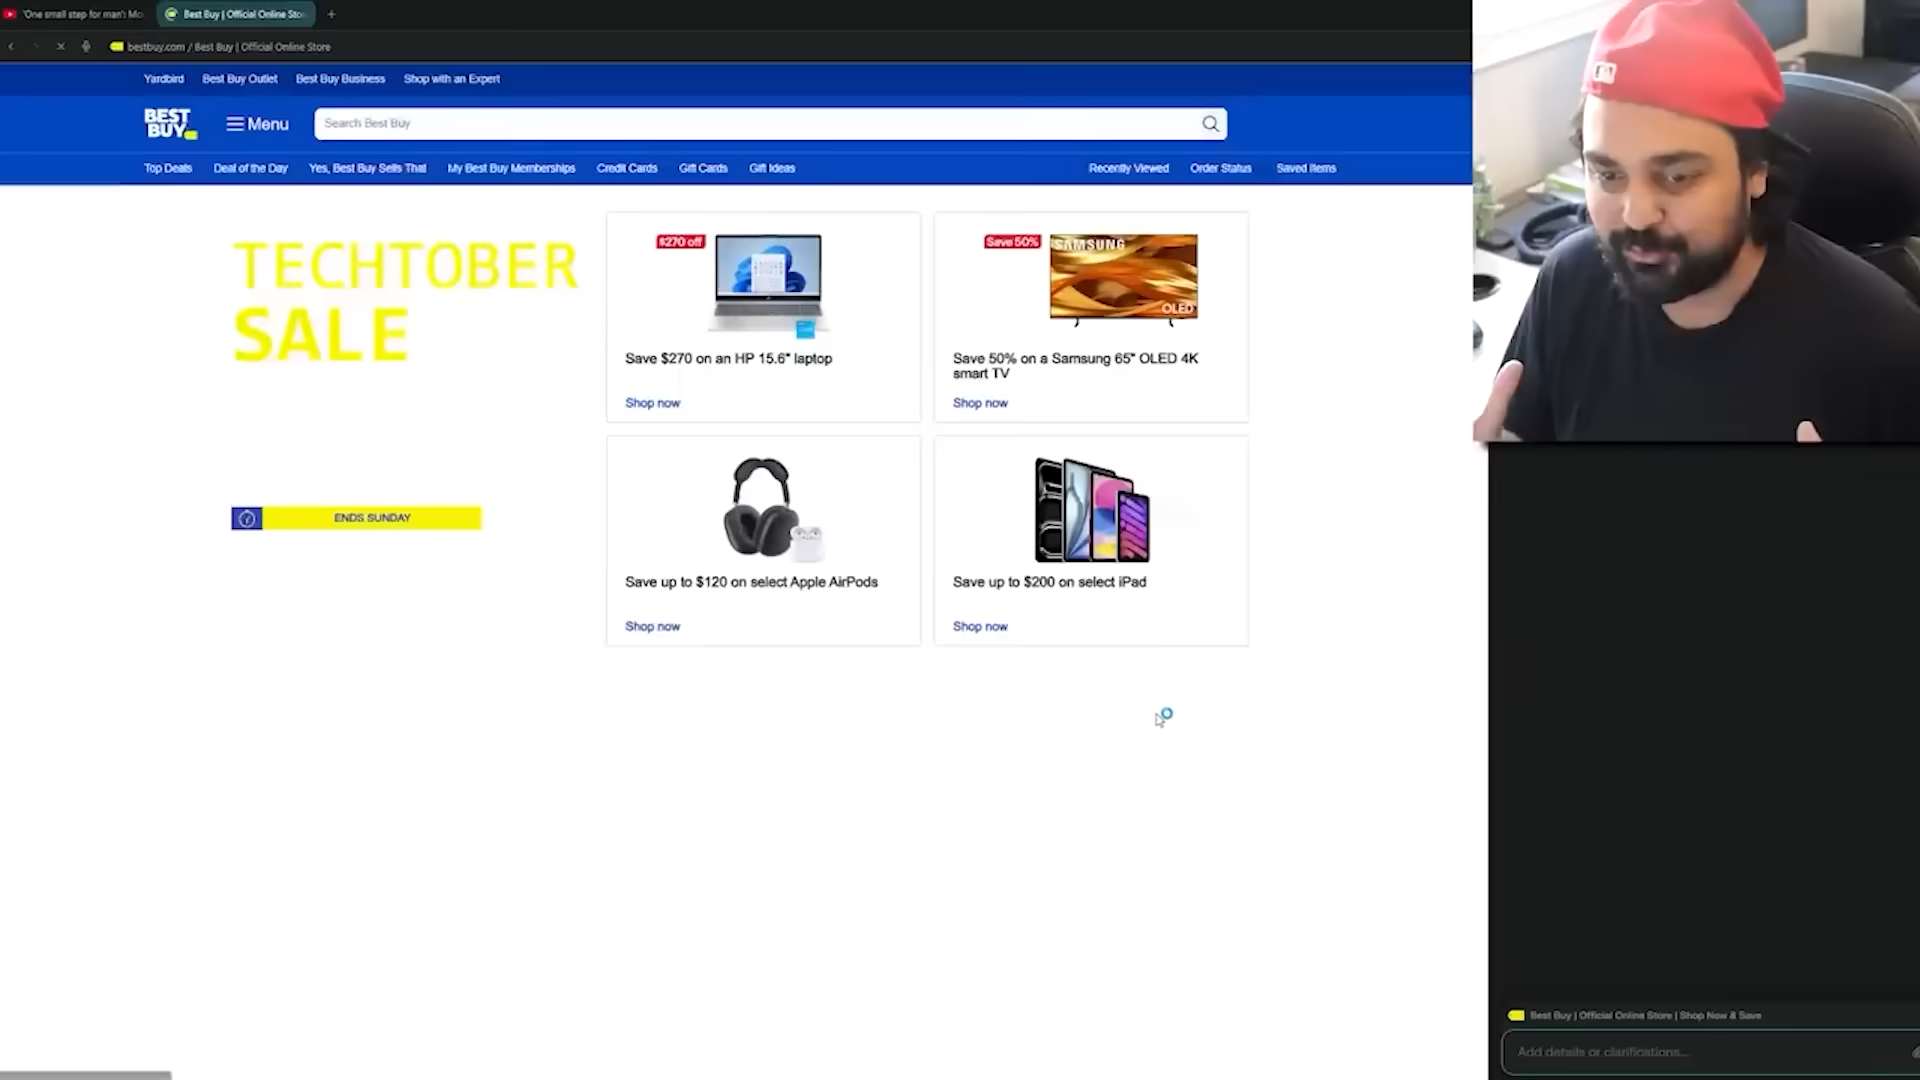 'One small step for man': Mo
Best Buy | Official Online Sto
bestbuy.com / Best Buy | Official Online Store
Yardbird Best Buy Outlet Best Buy Business Shop with an Expert
BEST
BUY
Menu
Search Best Buy
Top Deals Deal of the Day Yes, Best Buy Sells That My Best Buy Memberships Credit Cards Gift Cards Gift Ideas Recently Viewed Order Status Saved Items
TECHTOBER
SALE
ENDS SUNDAY
$270 off
Save $270 on an HP 15.6" laptop
Shop now
Save 50%
SAMSUNG
OLED
Save 50% on a Samsung 65" OLED 4K
smart TV
Shop now
Save up to $120 on select Apple AirPods
Shop now
Save up to $200 on select iPad
Shop now
Best Buy | Official Online Store | Shop Now & Save
Add details or clarifications...